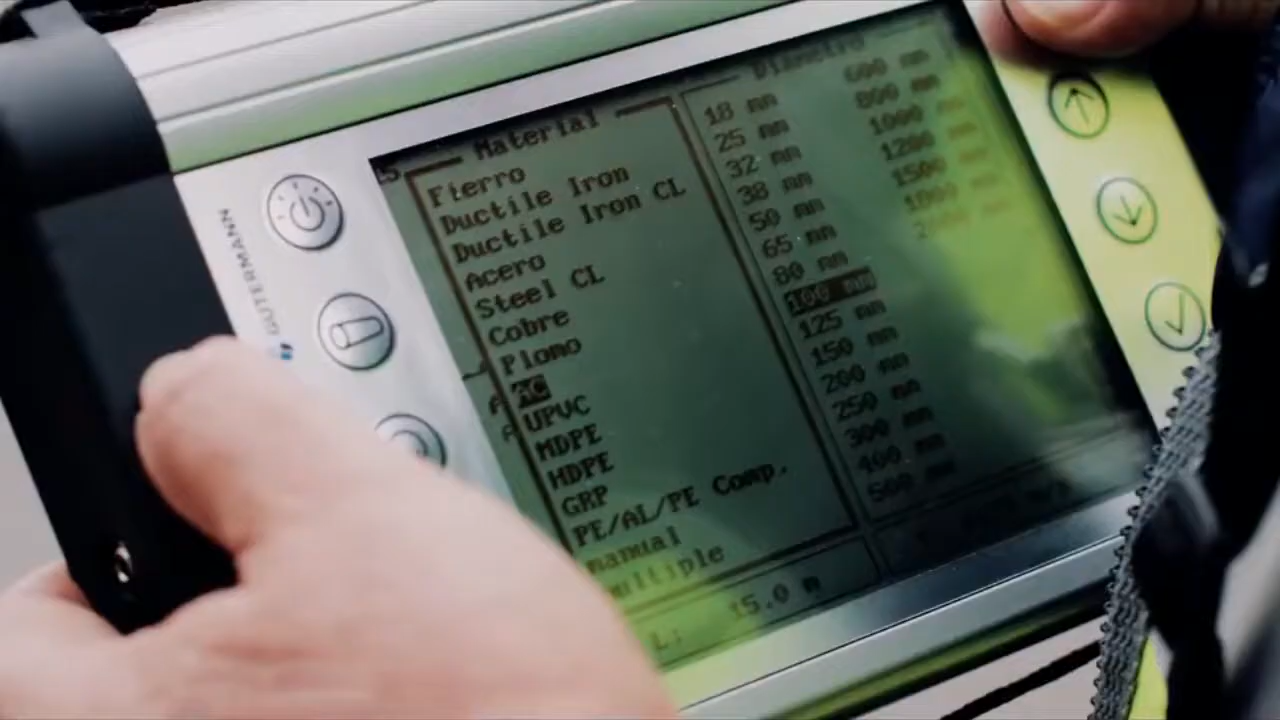 GUTERMANN
Material
Fierro
Ductile Iron
Ductile Iron CL
Acero
Steel CL
Cobre
Plomo
AC
UPVC
MDPE
HDPE
GRP
PE/AL/PE Comp.
manual
multiple
Diametro
18 mm
25 mm
32 mm
38 mm
50 mm
65 mm
80 mm
100 mm
125 mm
150 mm
200 mm
250 mm
300 mm
400 mm
500 mm
600 mm
800 mm
1000 mm
1200 mm
1500 mm
L: 15.0 m